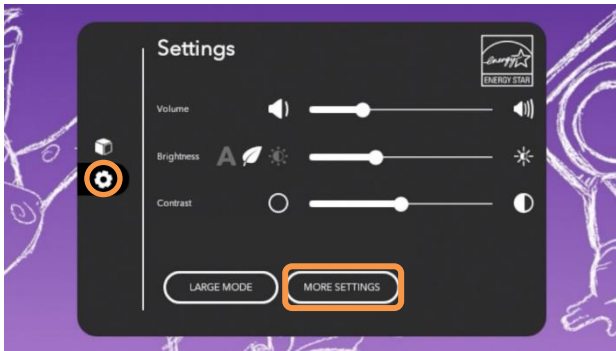 Settings
energy
ENERGY STAR
Volume
Brightness A
Contrast
LARGE MODE
MORE SETTINGS